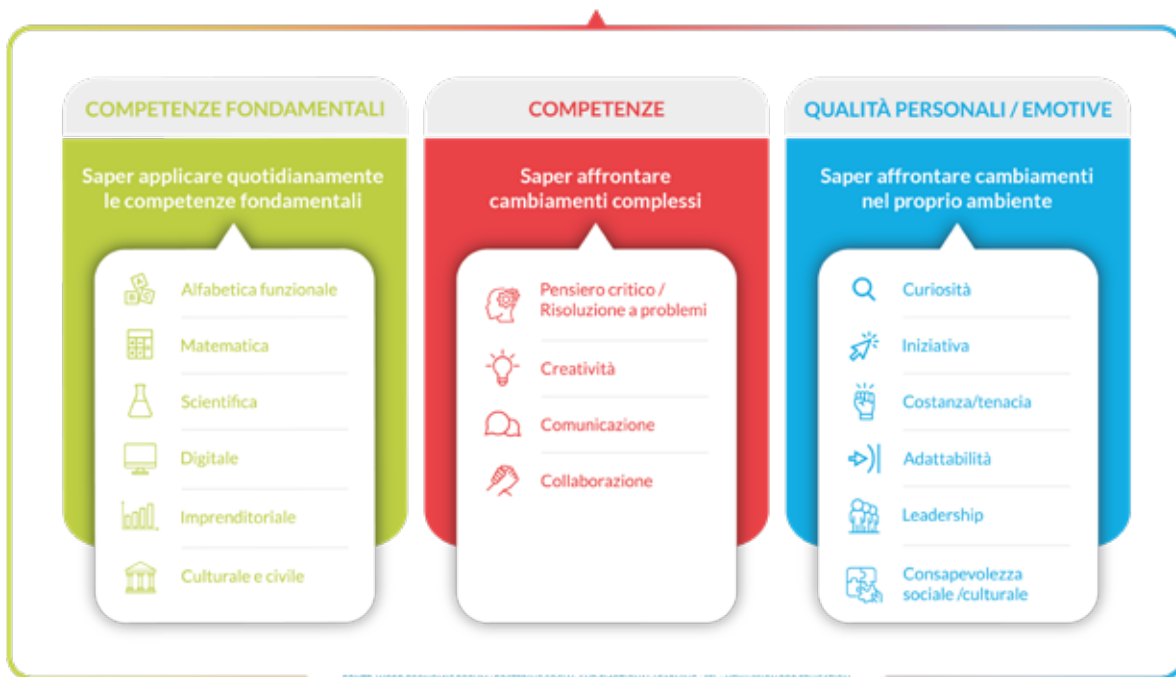 COMPETENZE FONDAMENTALI
Saper applicare quotidianamente
le competenze fondamentali
Alfabetica funzionale
Matematica
Scientifica
Digitale
Imprenditoriale
Culturale e civile
COMPETENZE
Saper affrontare
cambiamenti complessi
Pensiero critico /
Risoluzione a problemi
Creatività
Comunicazione
Collaborazione
QUALITÀ PERSONALI / EMOTIVE
Saper affrontare cambiamenti
nel proprio ambiente
Curiosità
Iniziativa
Costanza/tenacia
Adattabilità
Leadership
Consapevolezza
sociale /culturale